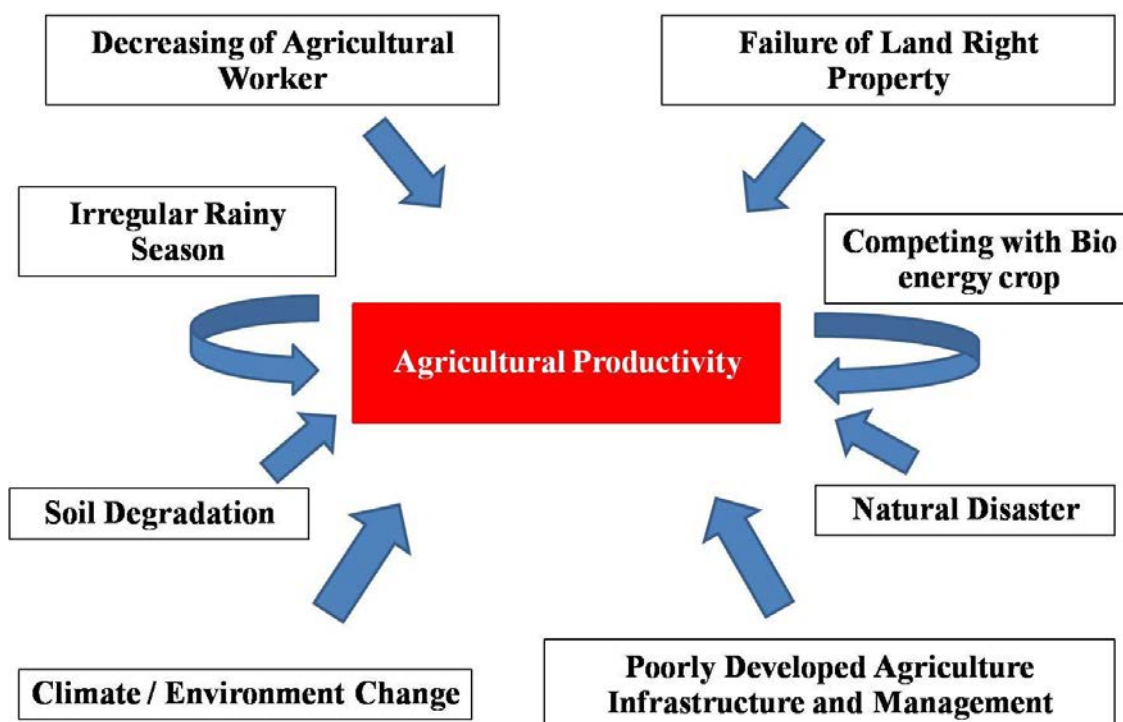 Decreasing of Agricultural
Worker
Failure of Land Right
Property
Irregular Rainy
Season
Competing with Bio
energy crop
Agricultural Productivity
Soil Degradation
Natural Disaster
Climate / Environment Change
Poorly Developed Agriculture
Infrastructure and Management